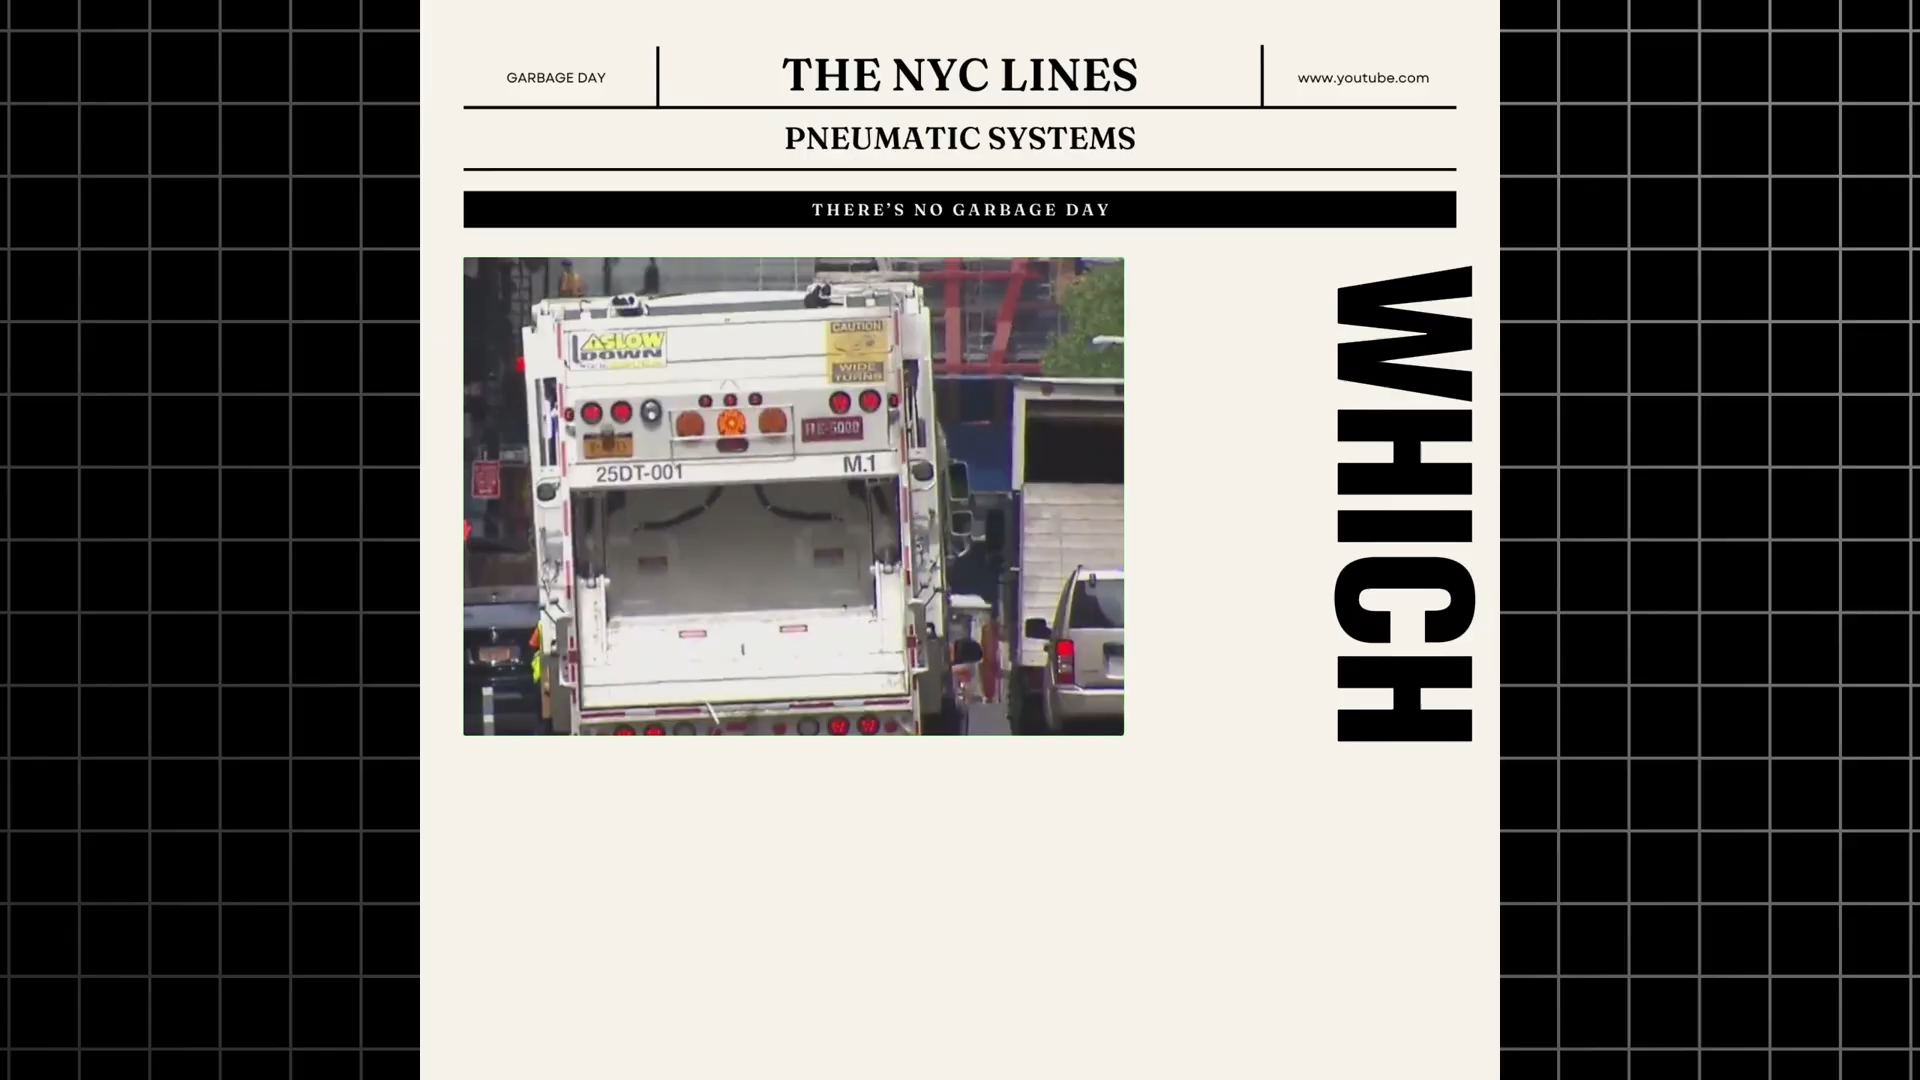 GARBAGE DAY
THE NYC LINES
www.youtube.com
PNEUMATIC SYSTEMS
THERE'S NO GARBAGE DAY
SLOW
DOWN
CAUTION
WIDE
TURNS
25DT-001
M.1
WHICH